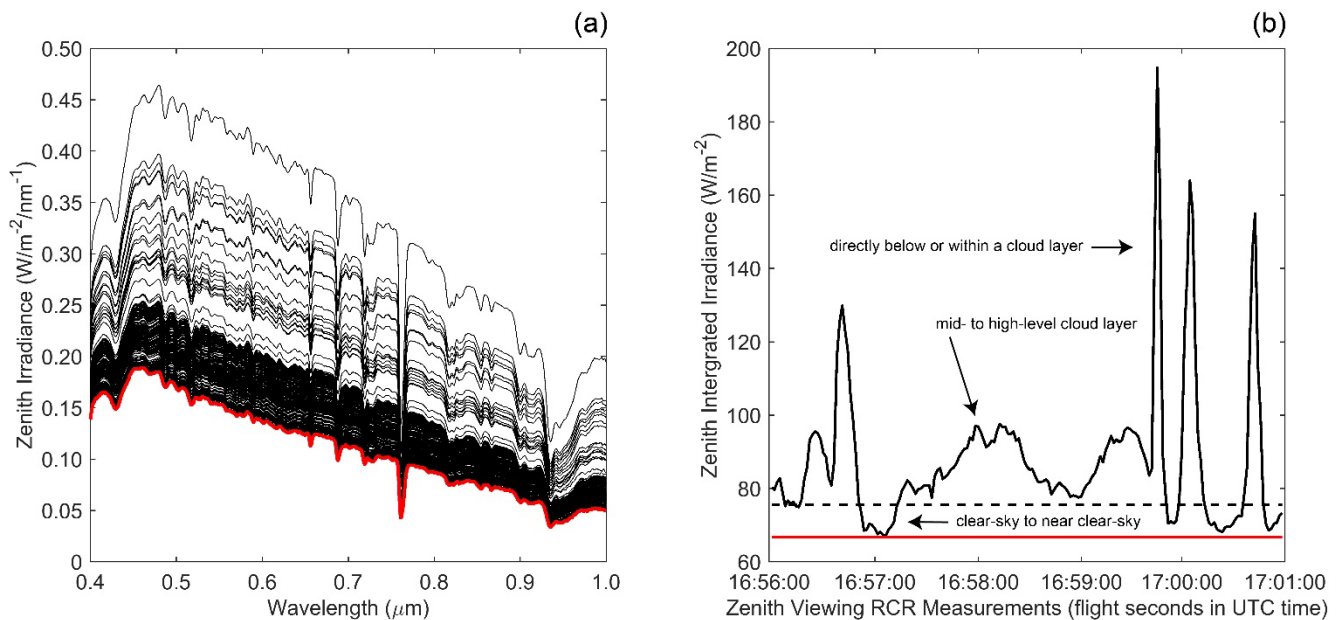 (a)
0.50
0.45
0.40
0.35
0.30
0.25
0.20
0.15
0.10
0.05
0
Zenith Irradiance (W/m-2/nm-1)
0.4 0.5 0.6 0.7 0.8 0.9 1.0
Wavelength (μm)
(b)
200
180
160
140
120
100
80
60
Zenith Intergrated Irradiance (W/m-2)
directly below or within a cloud layer
mid- to high-level cloud layer
clear-sky to near clear-sky
16:56:00 16:57:00 16:58:00 16:59:00 17:00:00 17:01:00
Zenith Viewing RCR Measurements (flight seconds in UTC time)